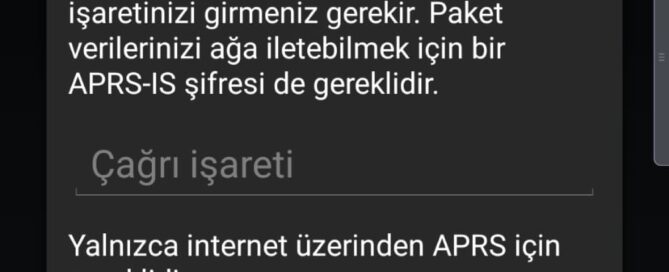 işaretinizi girmeniz gerekir. Paket
verilerinizi ağa iletebilmek için bir
APRS-IS şifresi de gereklidir.
Çağrı işareti
Yalnızca internet üzerinden APRS için